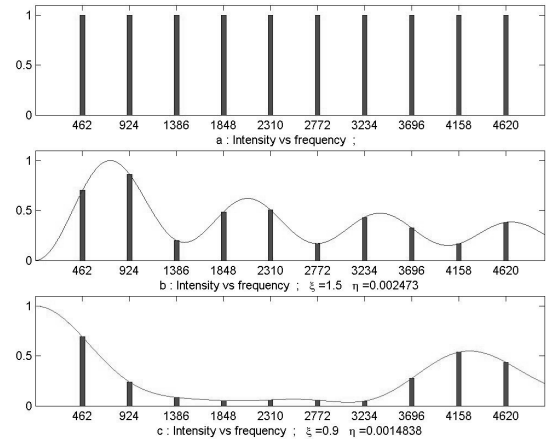 1
0.5
0
462 924 1386 1848 2310 2772 3234 3696 4158 4620
a : Intensity vs frequency ;
1
0.5
0
462 924 1386 1848 2310 2772 3234 3696 4158 4620
b : Intensity vs frequency ; ξ =1.5 η =0.002473
1
0.5
0
462 924 1386 1848 2310 2772 3234 3696 4158 4620
c : Intensity vs frequency ; ξ =0.9 η =0.0014838